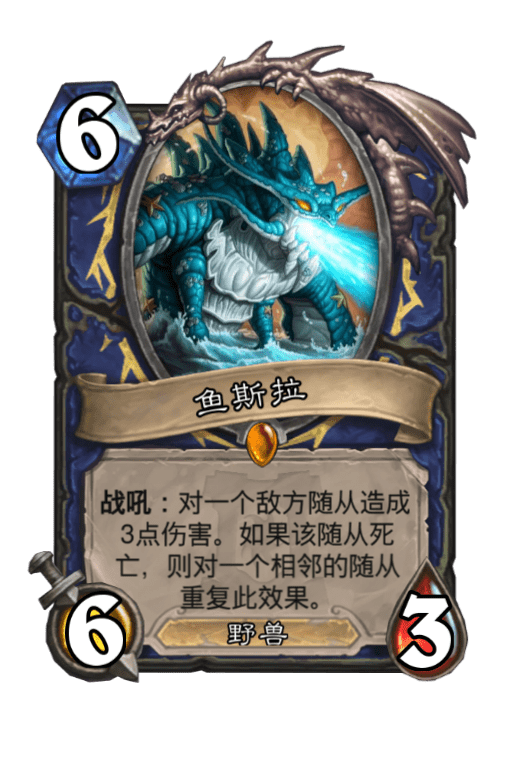 6
鱼斯拉
战吼：对一个敌方随从造成
3点伤害。如果该随从死
亡，则对一个相邻的随从
重复此效果。
6
野兽
3